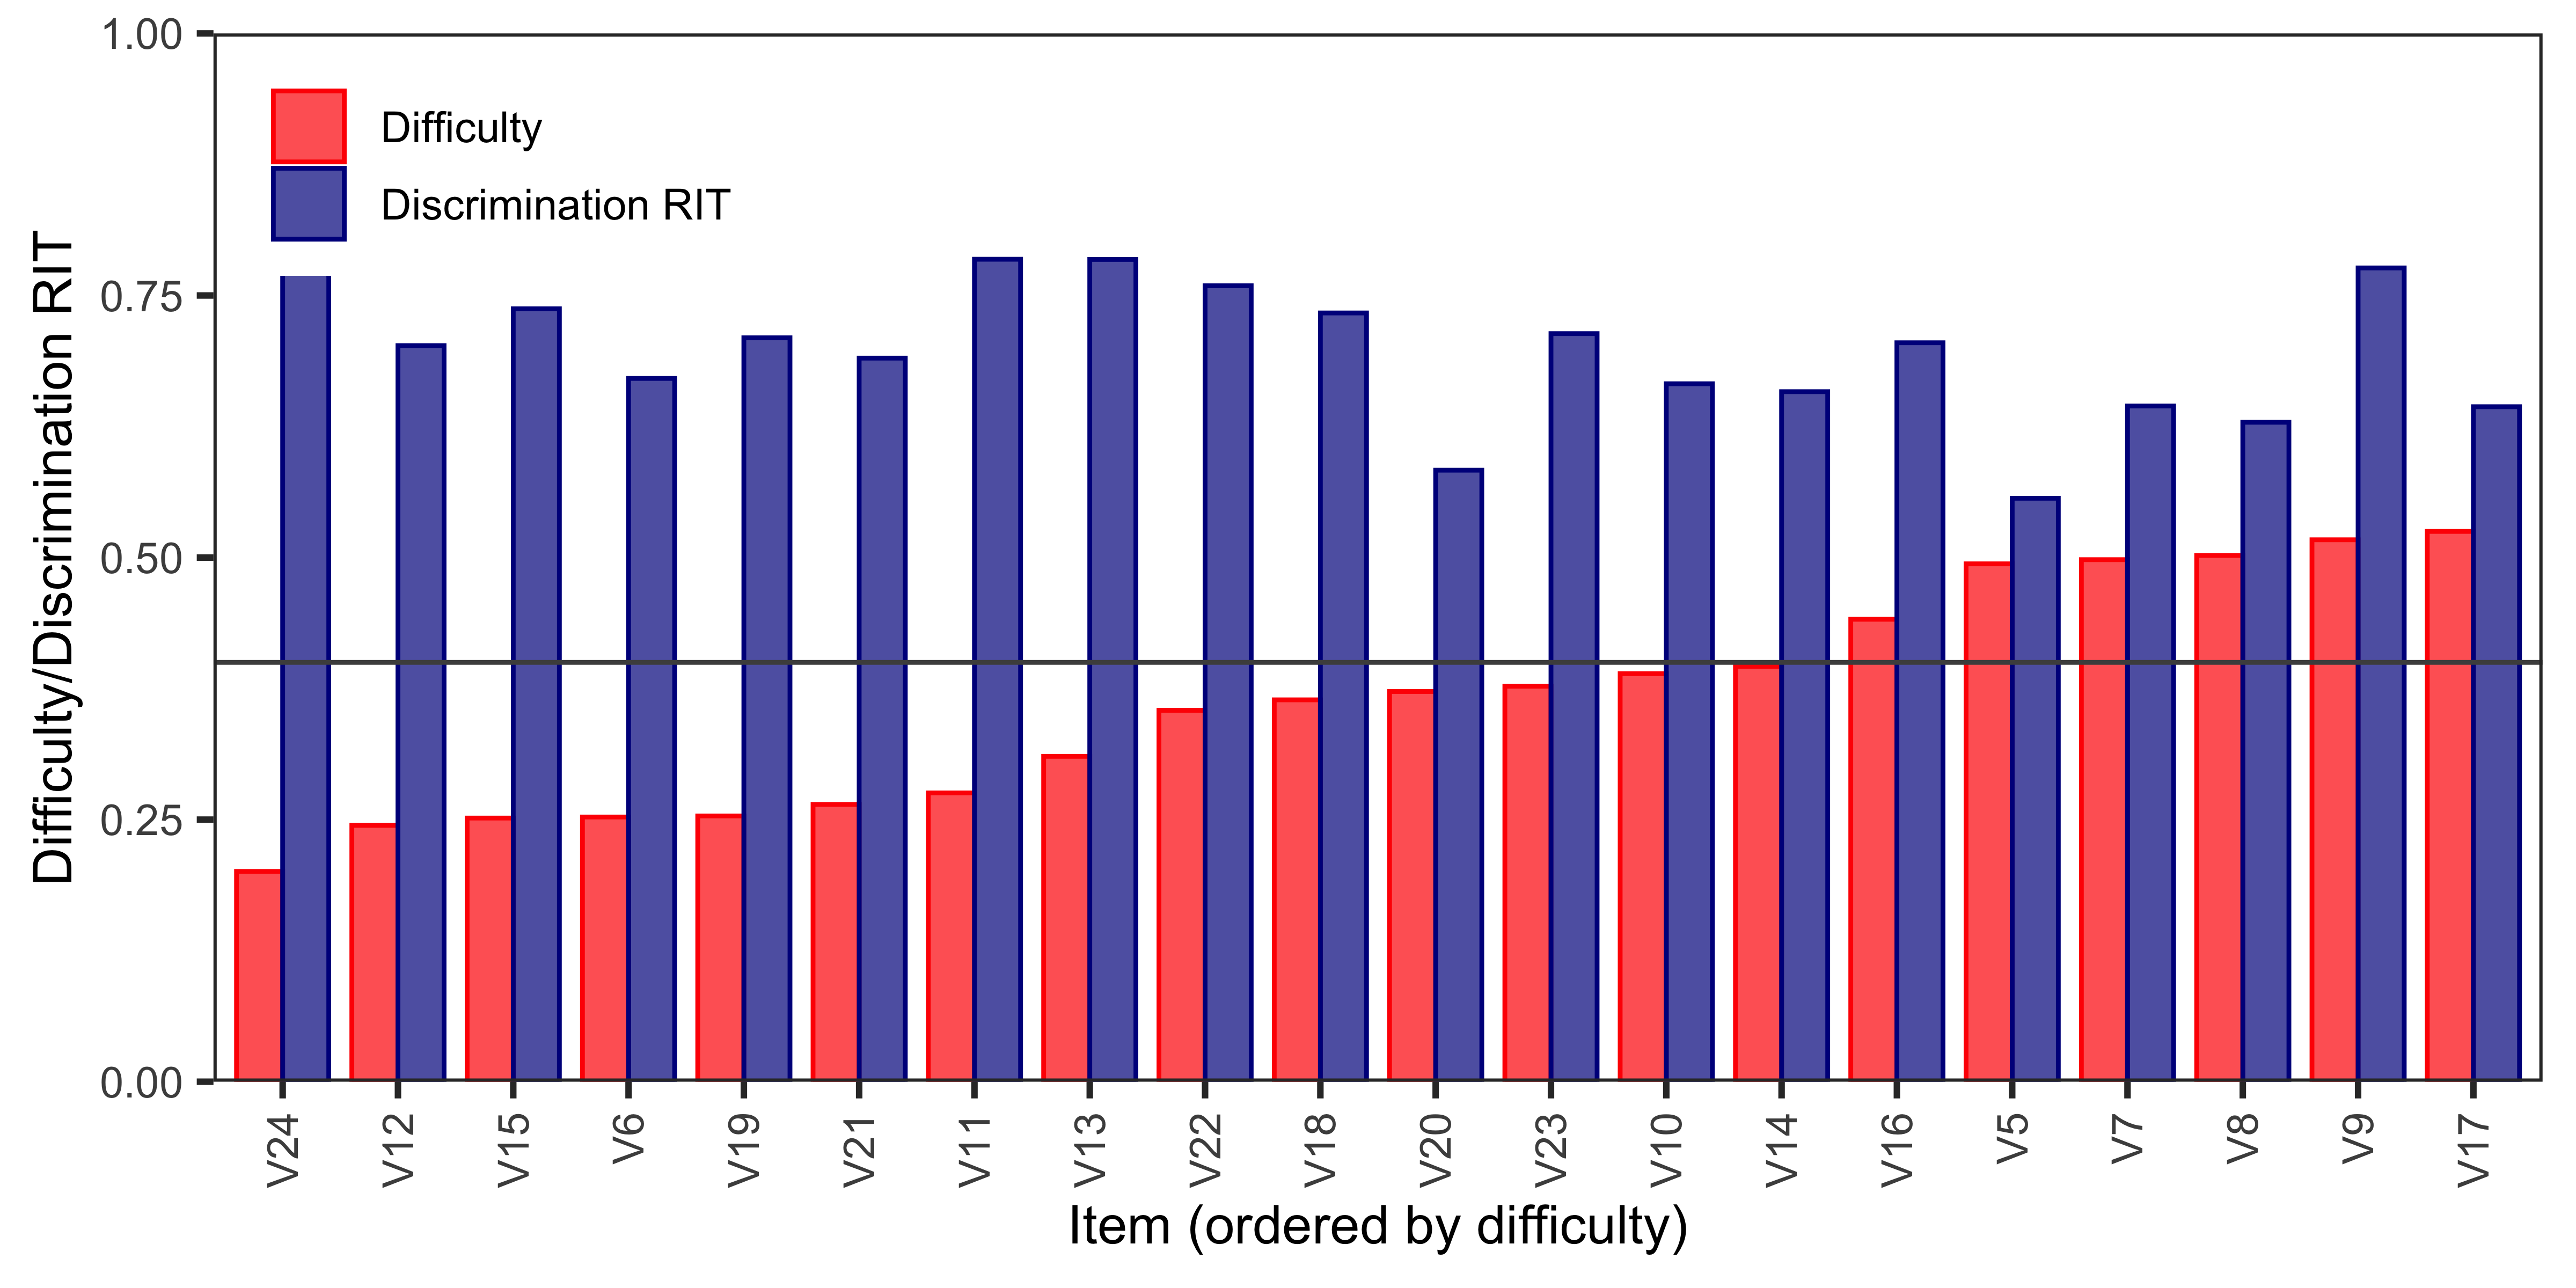 Difficulty/Discrimination RIT
1.00
0.75
0.50
0.25
0.00
Difficulty
Discrimination RIT
V24
V12
V15
V6
V19
V21
V11
V13
V22
V18
V20
V23
V10
V14
V16
V5
V7
V8
V9
V17
Item (ordered by difficulty)